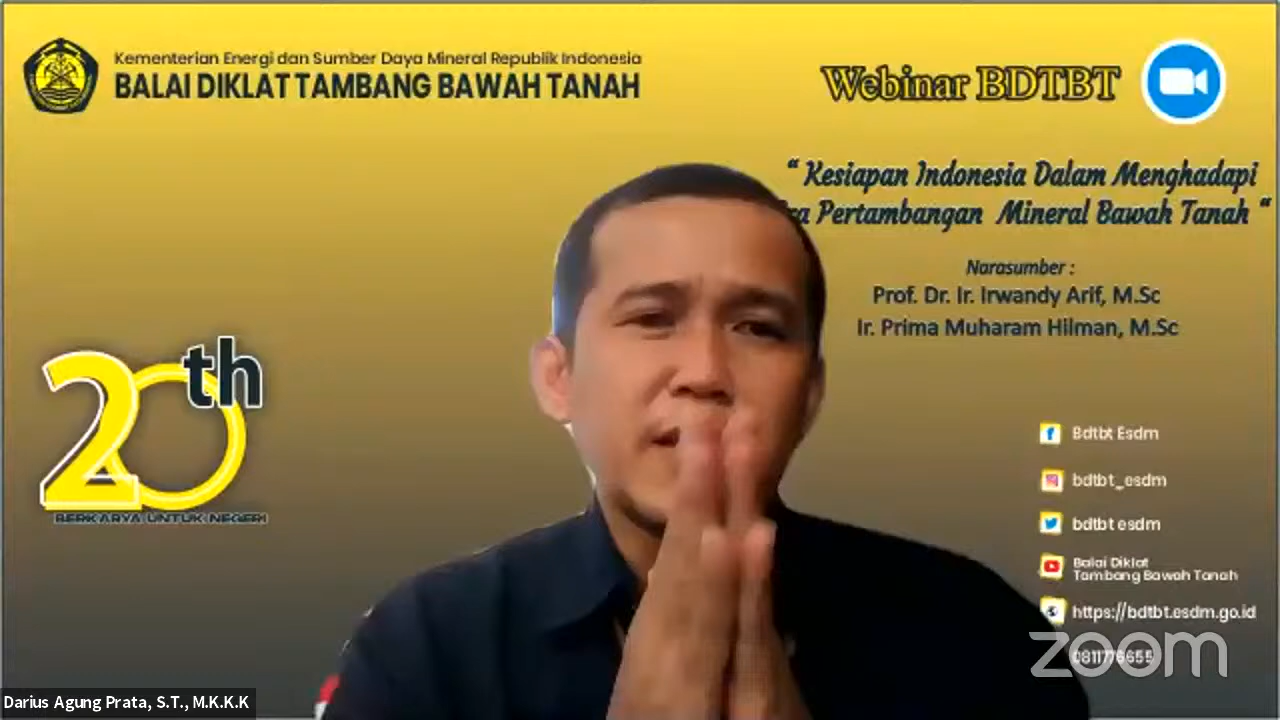 Kementerian Energi dan Sumber Daya Mineral Republik Indonesia
BALAI DIKLAT TAMBANG BAWAH TANAH
Webinar BDTBT
“ Kesiapan Indonesia Dalam Menghadapi
Pertambangan Mineral Bawah Tanah “
Narasumber :
Prof. Dr. Ir. Irwandy Arif, M.Sc
Ir. Prima Muharam Hilman, M.Sc
20th
BERKARYA UNTUK NEGERI
Bdtbt Esdm
bdtbt_esdm
bdtbt esdm
Balai Diklat
Tambang Bawah Tanah
https://bdtbt.esdm.go.id
zoom
Darius Agung Prata, S.T., M.K.K.K